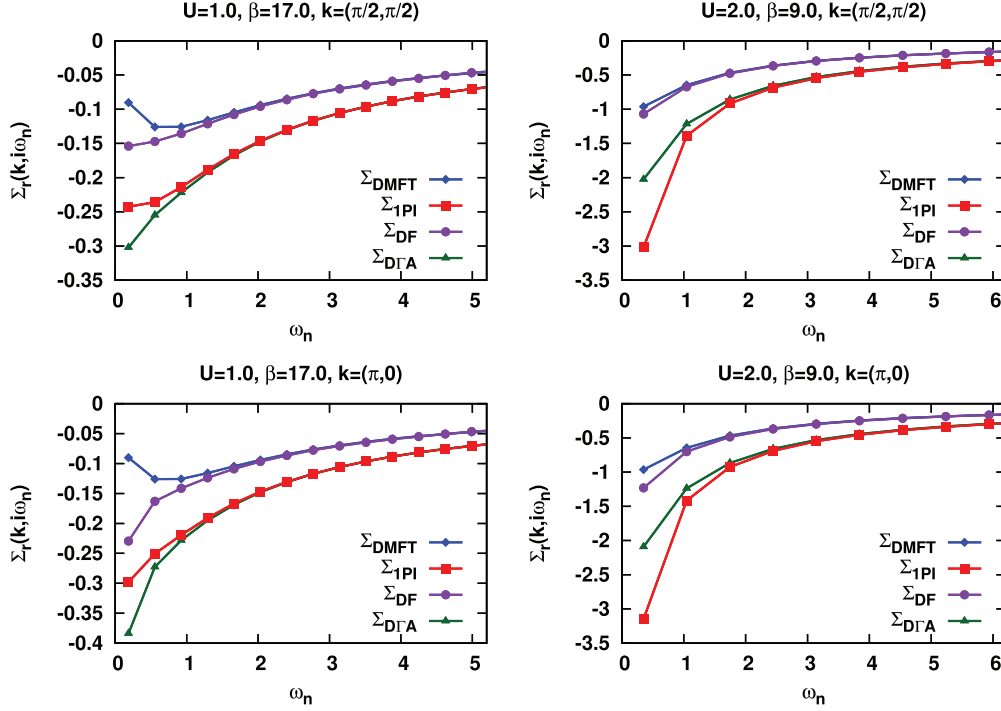 U=1.0, β=17.0, k=(π/2,π/2)
0
-0.05
-0.1
-0.15
-0.2
-0.25
-0.3
-0.35
Σr(k,iωn)
ΣDMFT
Σ1PI
ΣDF
ΣDΓA
0 1 2 3 4 5
ωn
U=2.0, β=9.0, k=(π/2,π/2)
0
-0.5
-1
-1.5
-2
-2.5
-3
-3.5
Σr(k,iωn)
ΣDMFT
Σ1PI
ΣDF
ΣDΓA
0 1 2 3 4 5 6
ωn
U=1.0, β=17.0, k=(π,0)
0
-0.05
-0.1
-0.15
-0.2
-0.25
-0.3
-0.35
-0.4
Σr(k,iωn)
ΣDMFT
Σ1PI
ΣDF
ΣDΓA
0 1 2 3 4 5
ωn
U=2.0, β=9.0, k=(π,0)
0
-0.5
-1
-1.5
-2
-2.5
-3
-3.5
Σr(k,iωn)
ΣDMFT
Σ1PI
ΣDF
ΣDΓA
0 1 2 3 4 5 6
ωn